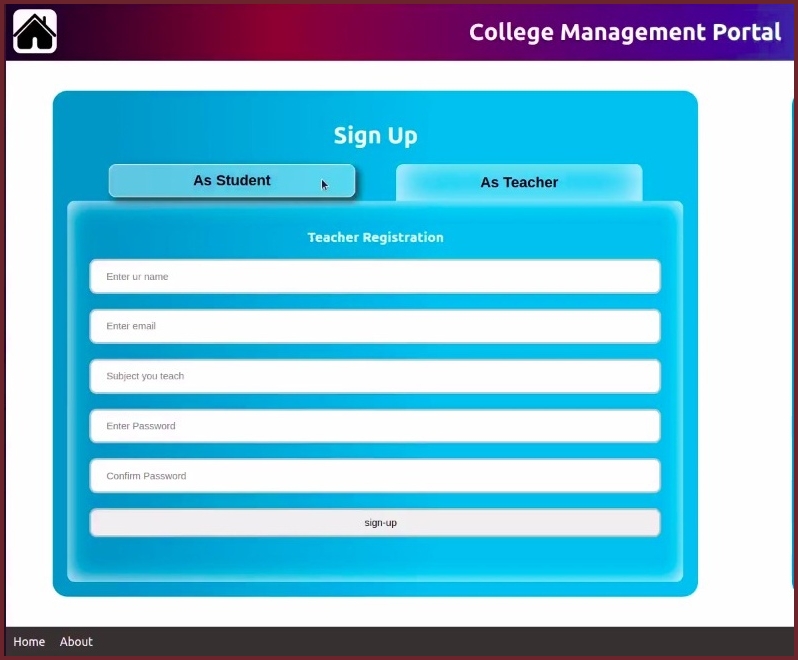 College Management Portal
Sign Up
As Student As Teacher
Teacher Registration
Enter ur name
Enter email
Subject you teach
Enter Password
Confirm Password
sign-up
Home About